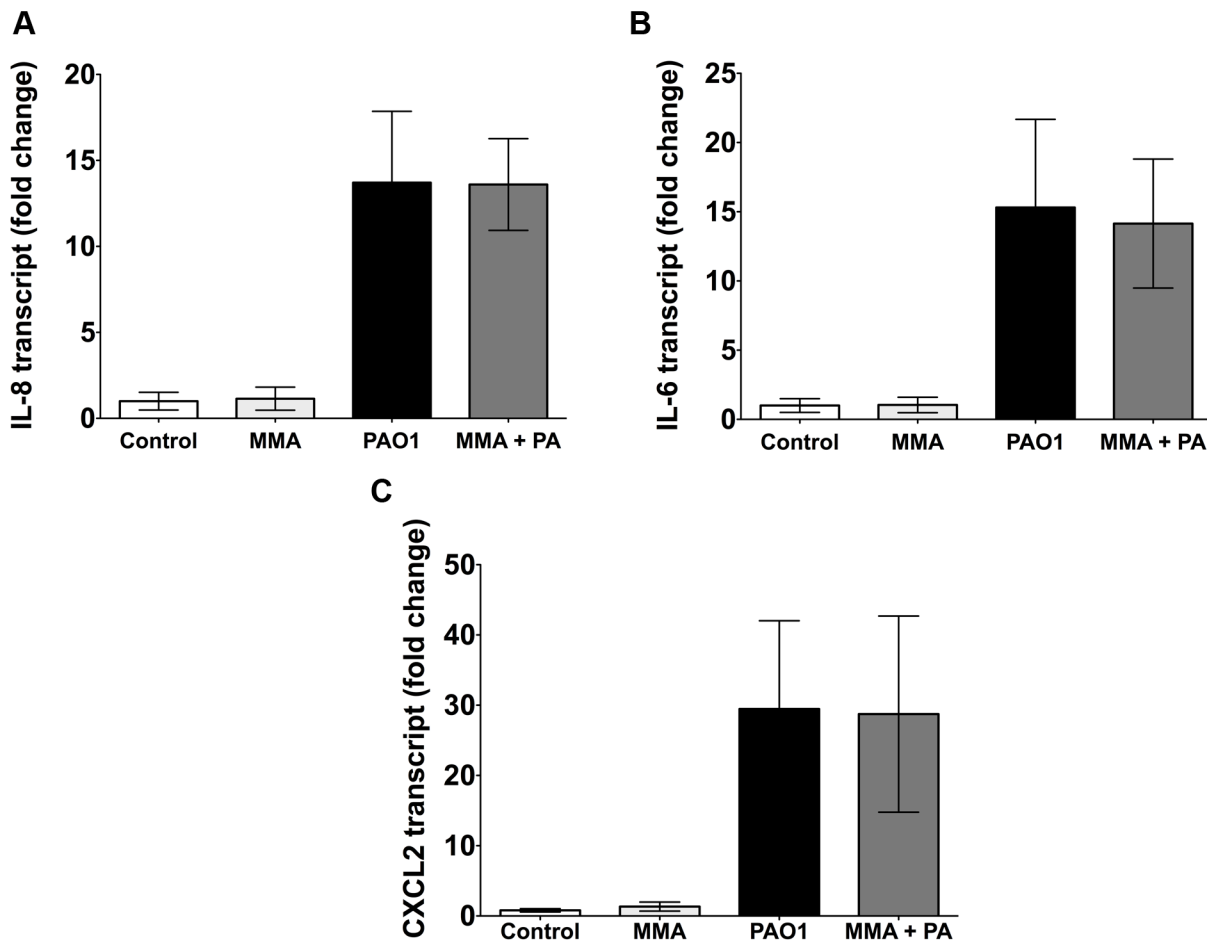 A
IL-8 transcript (fold change)
20
15
10
5
0
Control MMA PAO1 MMA + PA
B
IL-6 transcript (fold change)
25
20
15
10
5
0
Control MMA PAO1 MMA + PA
C
CXCL2 transcript (fold change)
50
40
30
20
10
0
Control MMA PAO1 MMA + PA